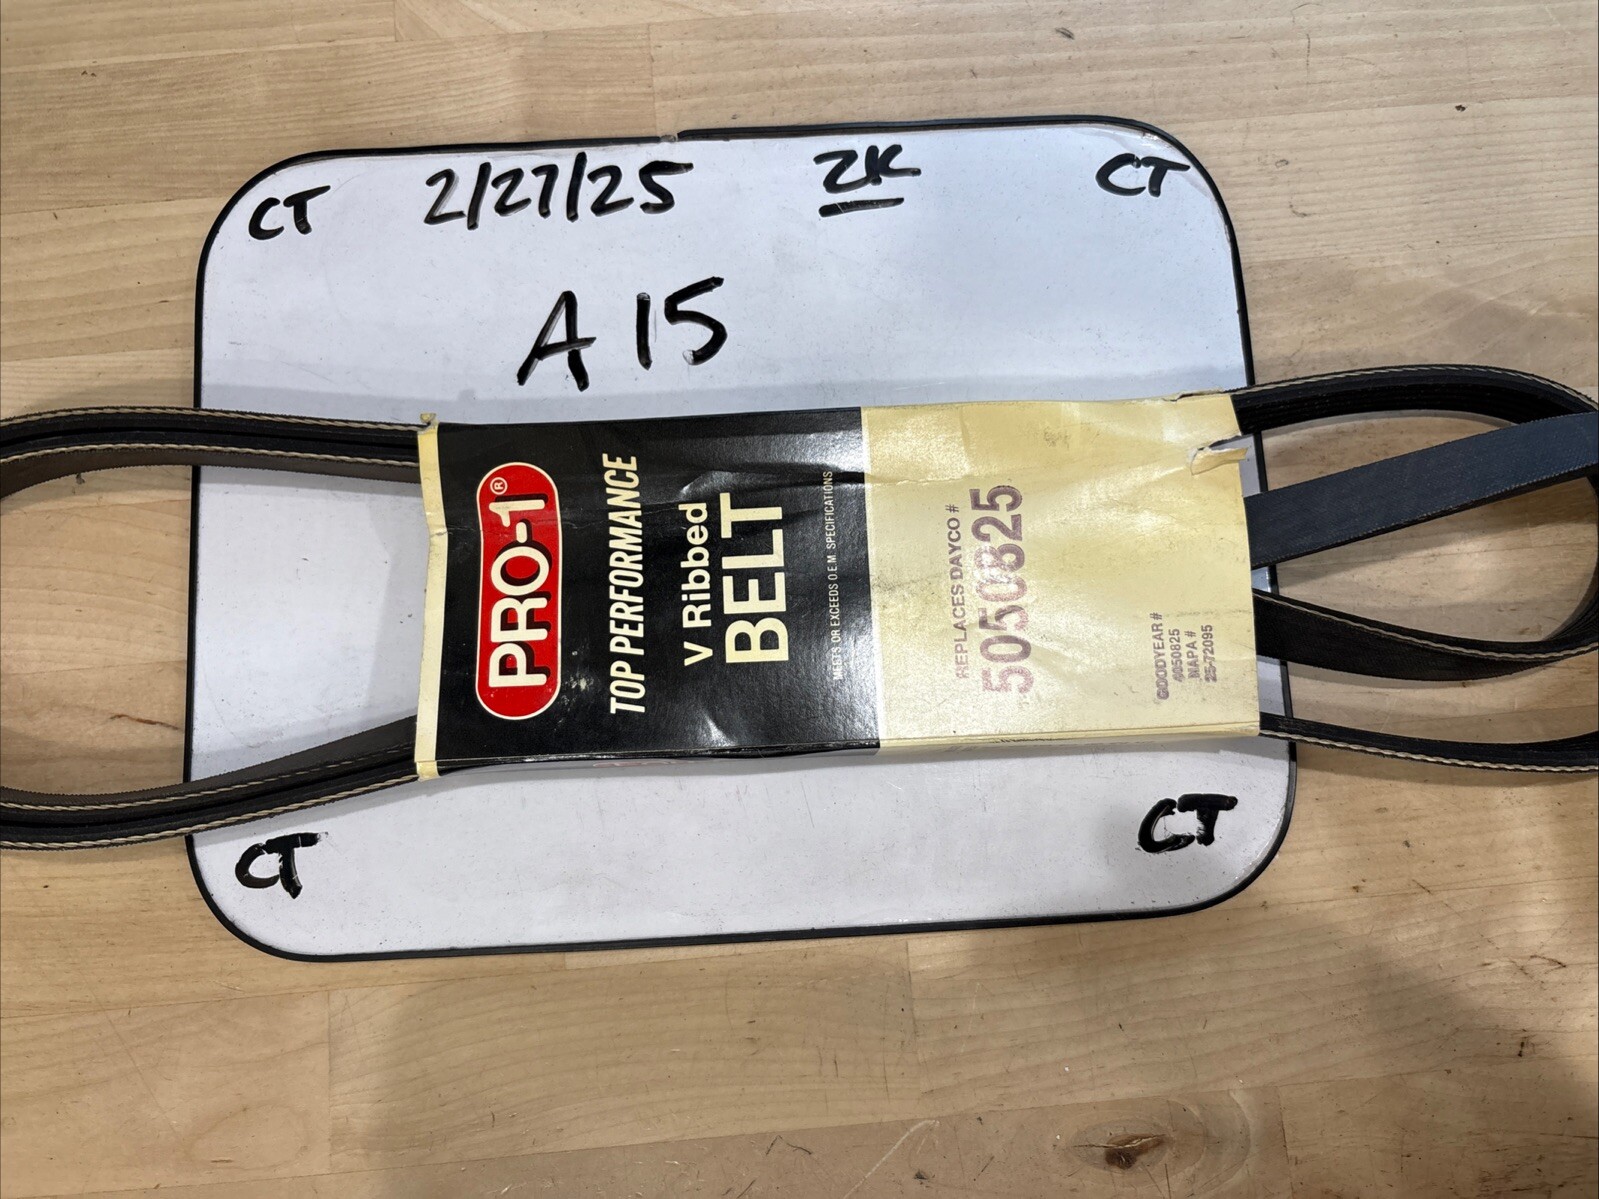 CT 2/27/25 ZK CT
A 15
PRO-1®
TOP PERFORMANCE
V Ribbed
BELT
MEETS OR EXCEEDS O.E.M. SPECIFICATIONS
REPLACES DAYCO #
5050825
GOODYEAR #
4050825
NAPA #
25-72095
CT CT